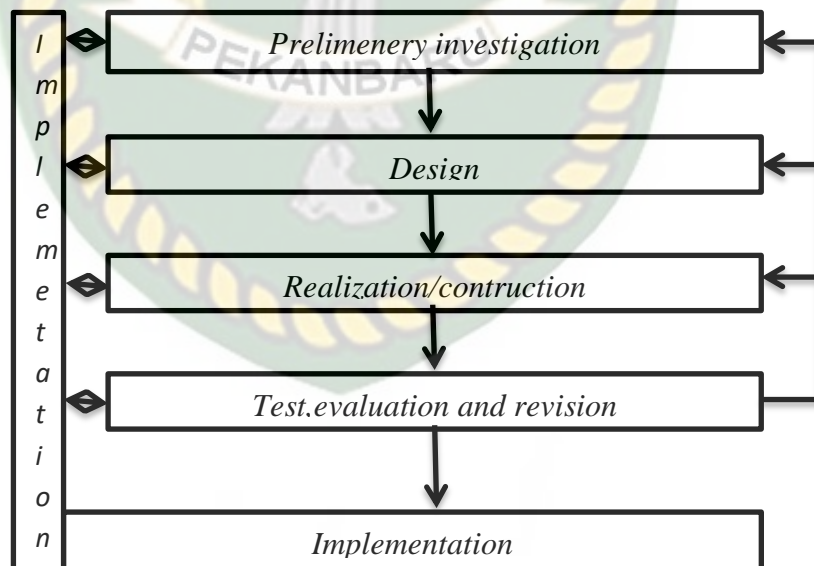 Prelimenery investigation
PEKANBARU
Design
Realization/contruction
Test,evaluation and revision
Implementation
I
m
p
l
e
m
e
t
a
t
i
o
n